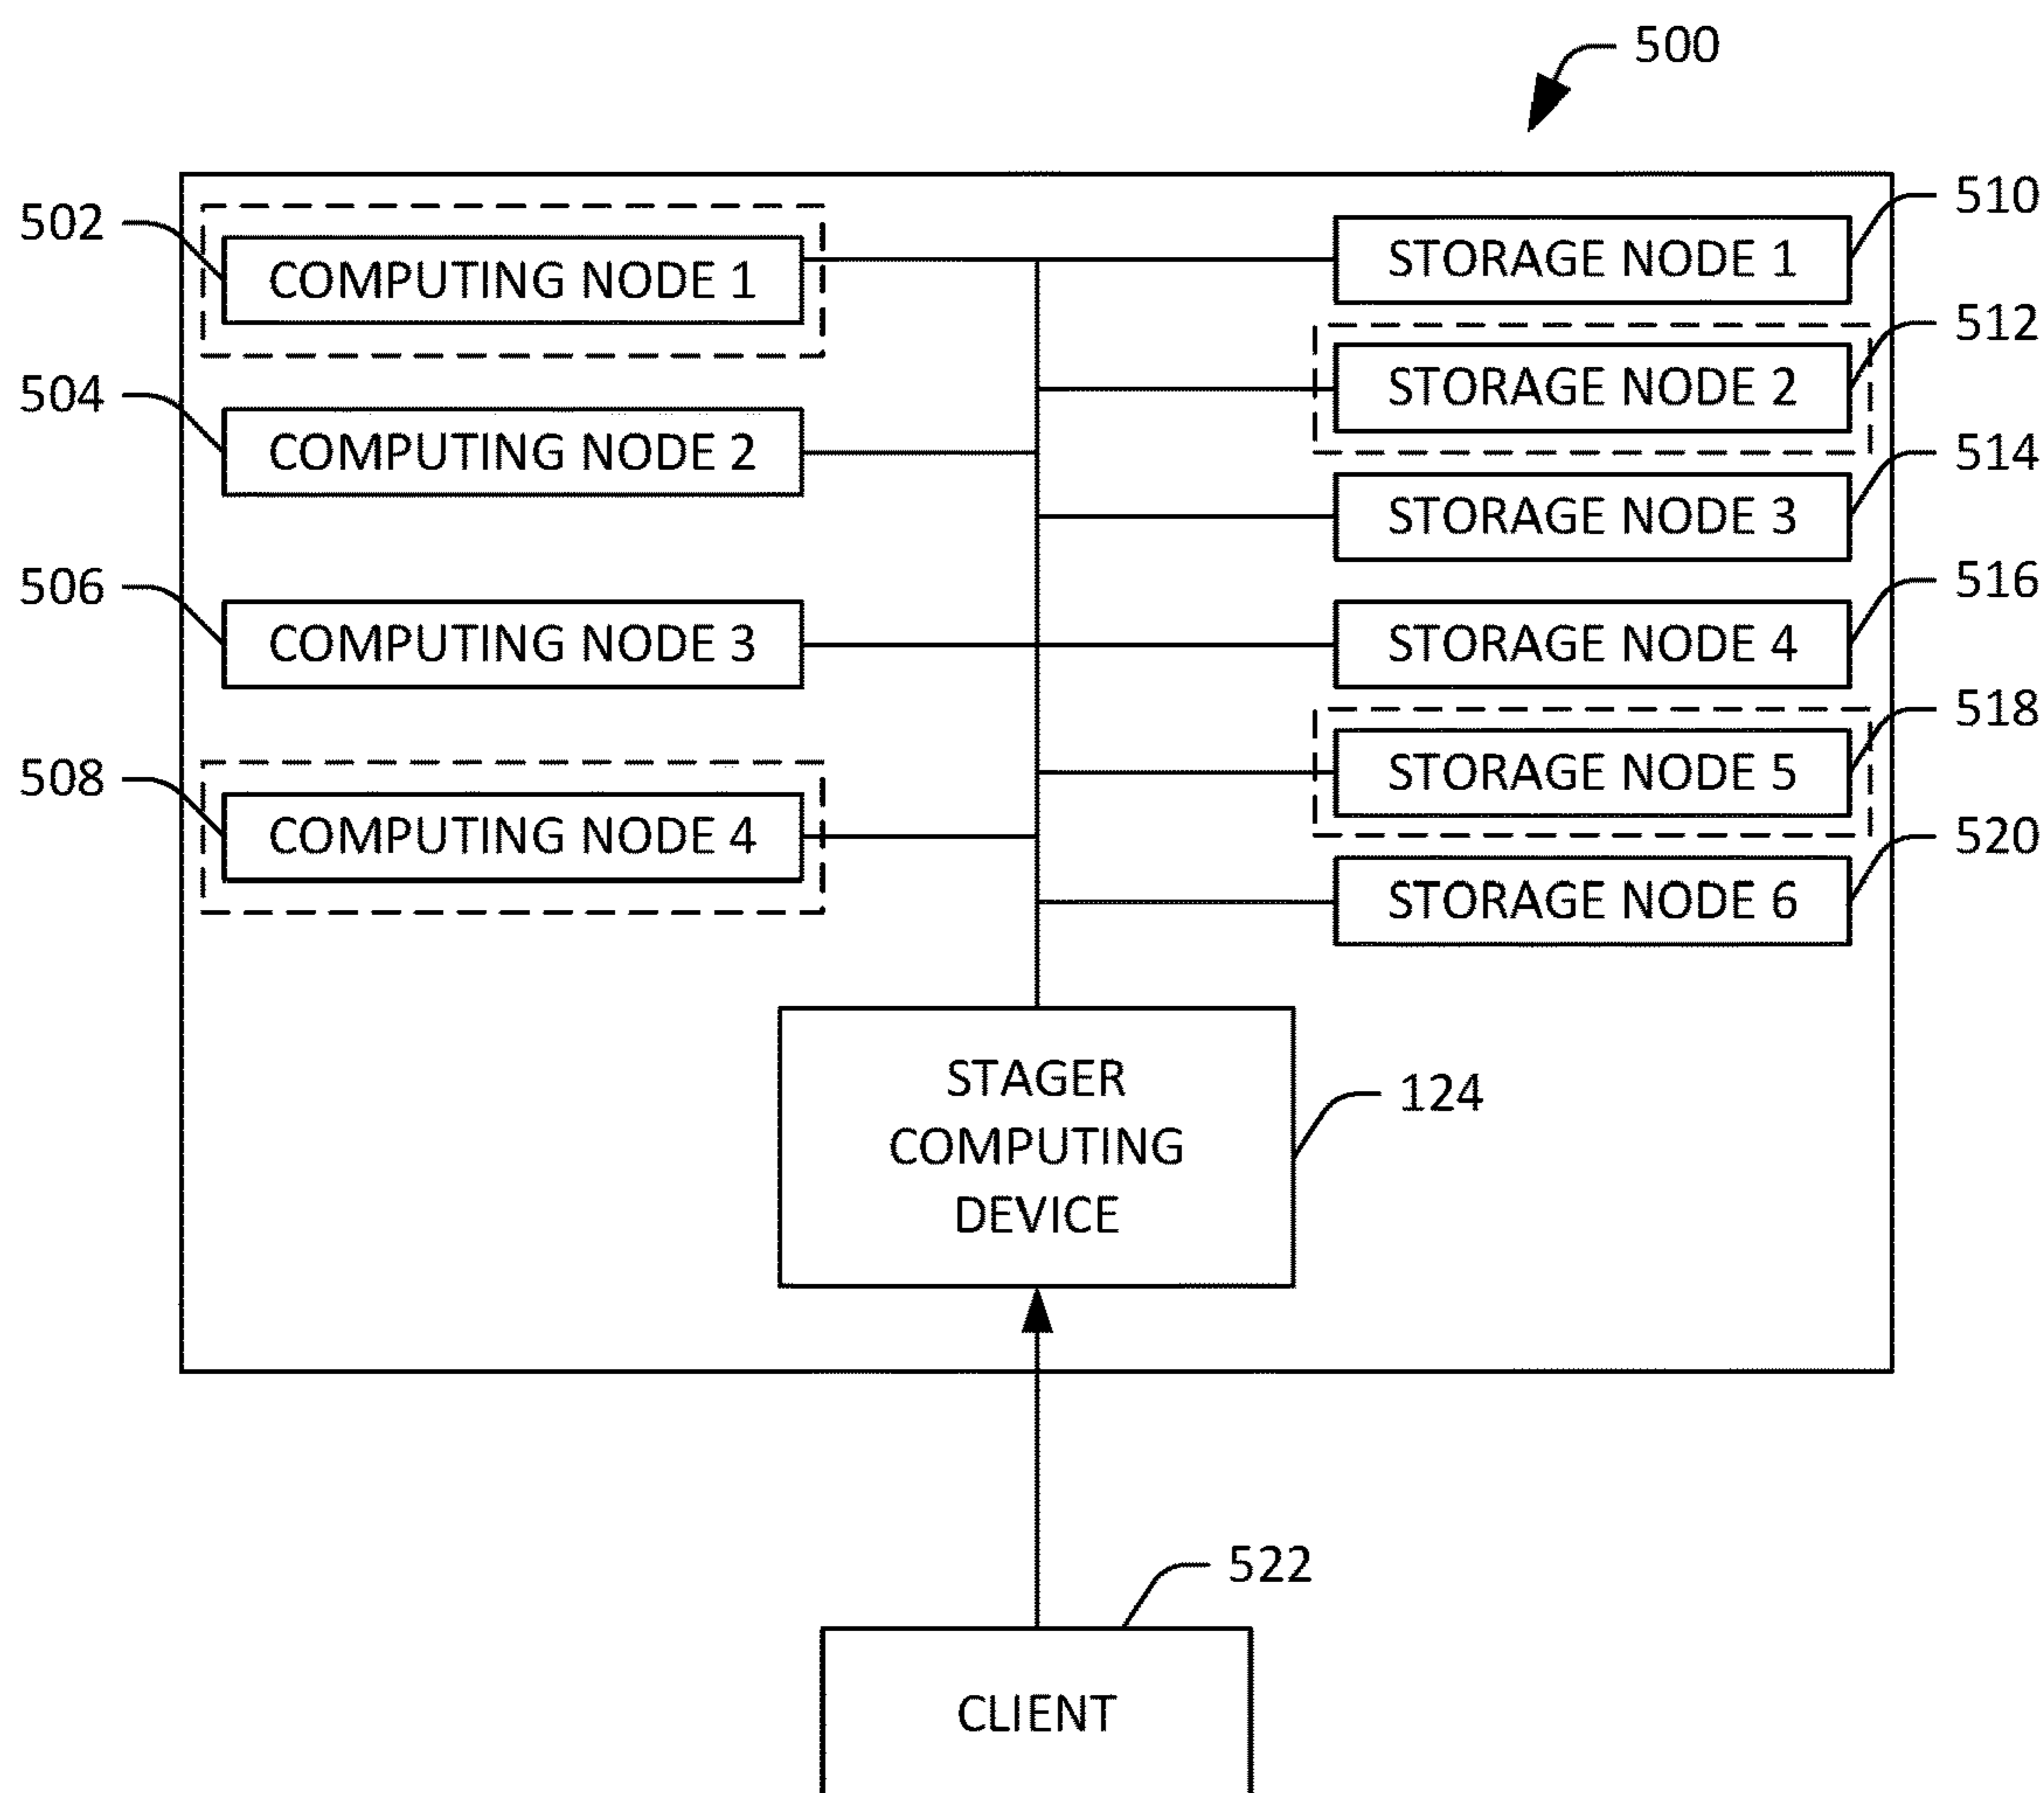 500
502
COMPUTING NODE 1
STORAGE NODE 1
510
STORAGE NODE 2
512
504
COMPUTING NODE 2
STORAGE NODE 3
514
506
COMPUTING NODE 3
STORAGE NODE 4
516
STORAGE NODE 5
518
508
COMPUTING NODE 4
STORAGE NODE 6
520
STAGER
COMPUTING
DEVICE
124
522
CLIENT